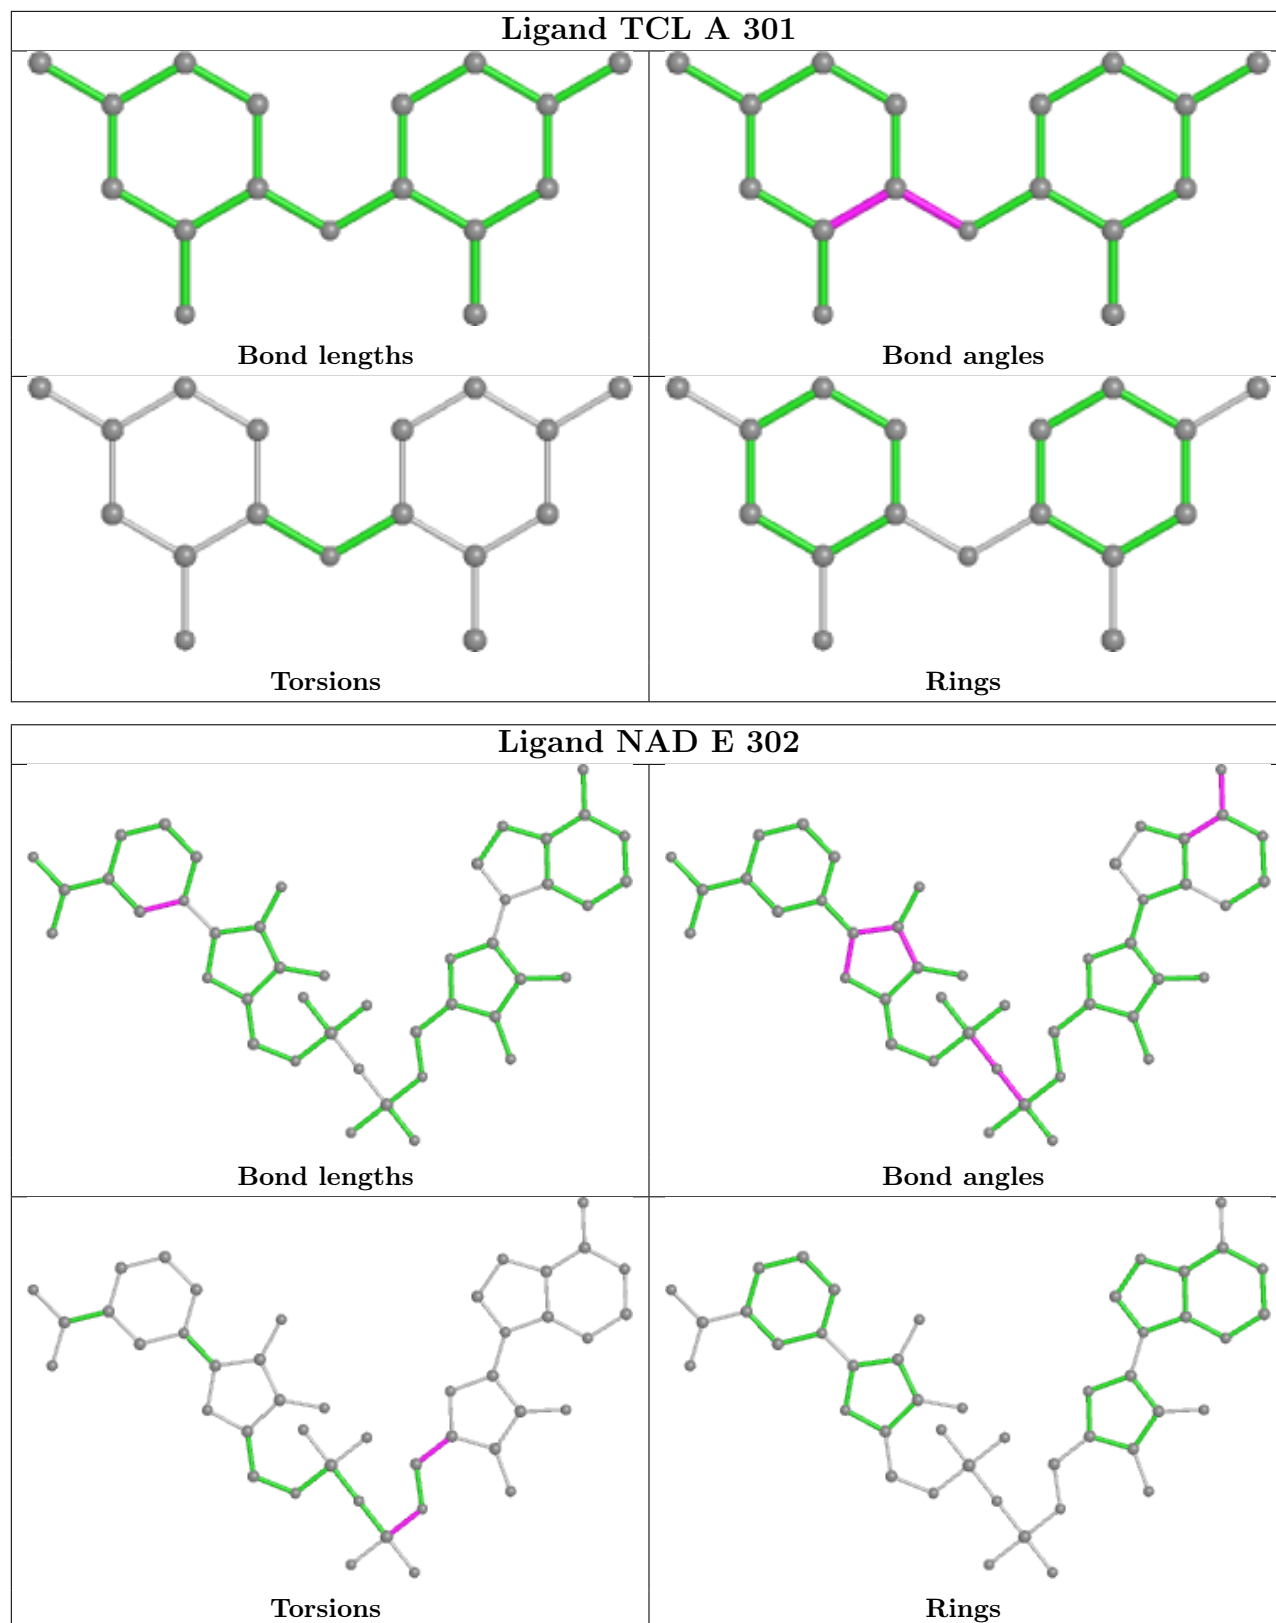 Ligand TCL A 301
Bond lengths
Bond angles
Torsions
Rings
Ligand NAD E 302
Bond lengths
Bond angles
Torsions
Rings